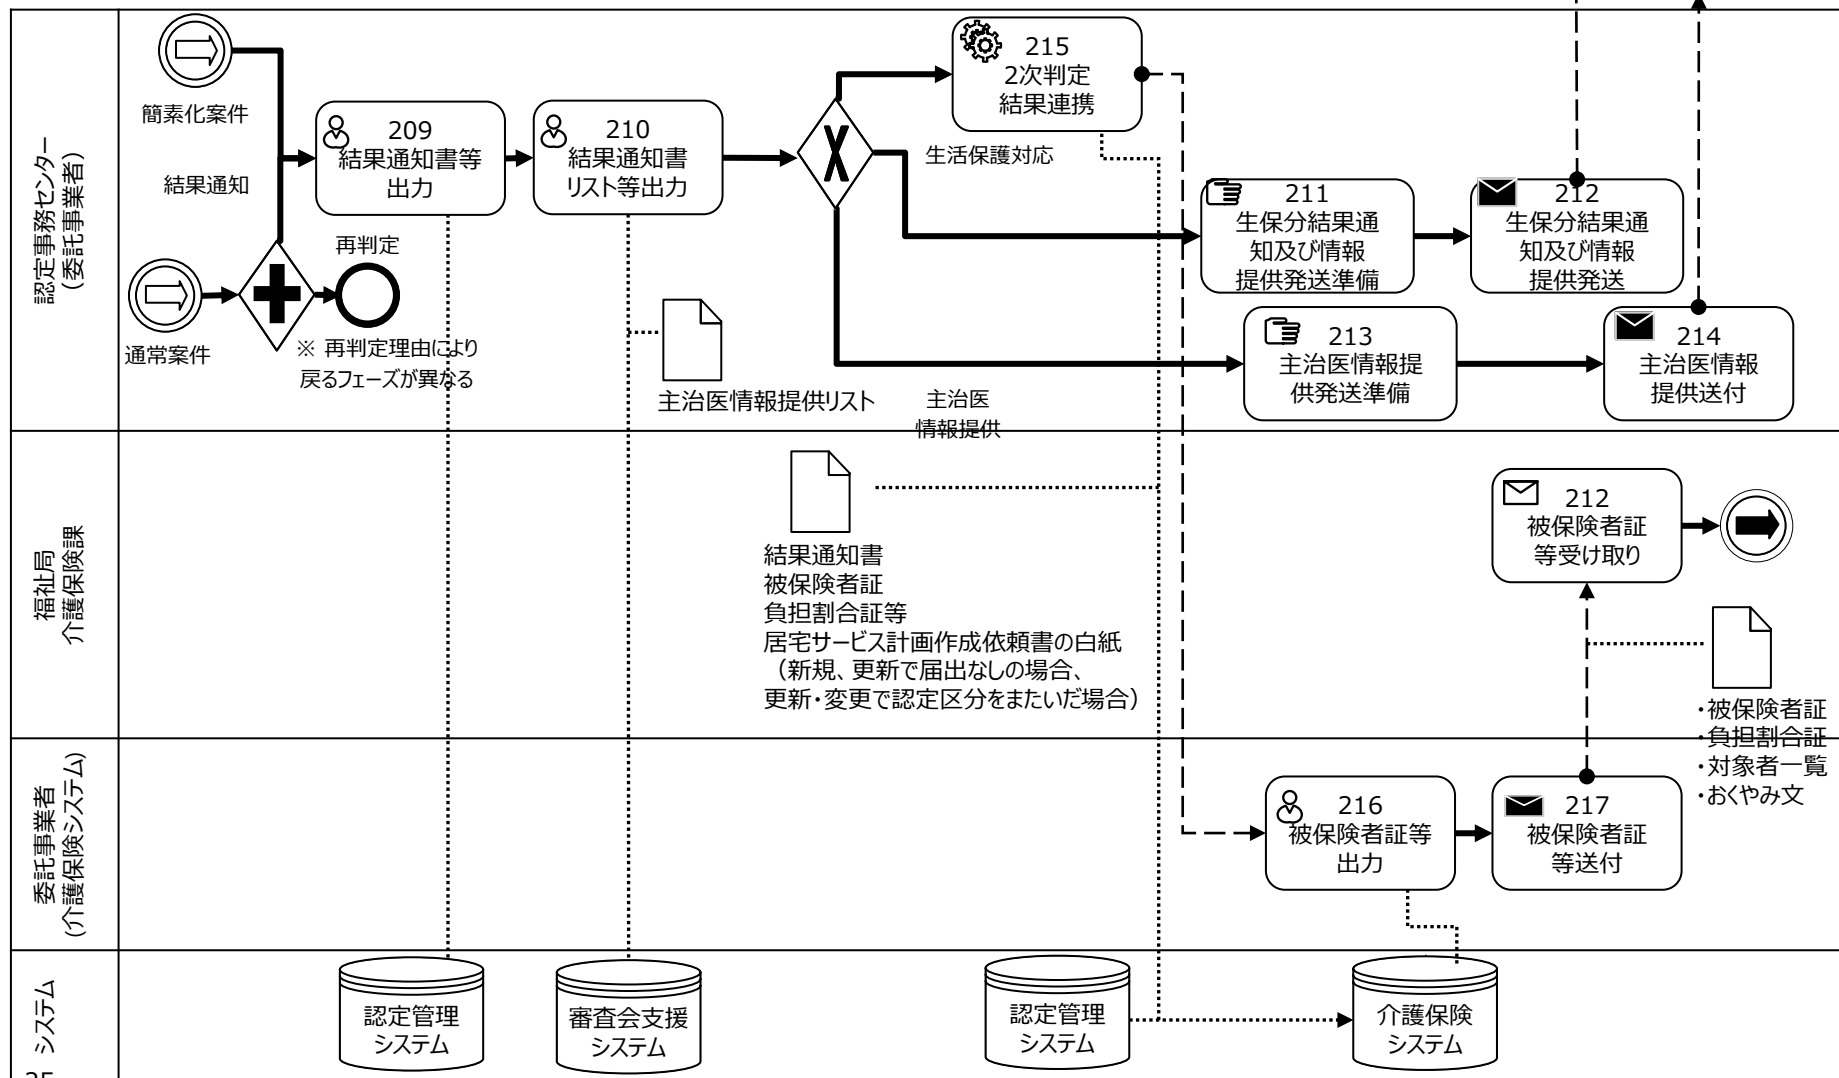 認定事務センター
(委託事業者)
簡素化案件
結果通知
通常案件
再判定
※ 再判定理由により
戻るフェーズが異なる
209
結果通知書等
出力
210
結果通知書
リスト等出力
主治医情報提供リスト
215
2次判定
結果連携
生活保護対応
主治医
情報提供
211
生保分結果通
知及び情報
提供発送準備
212
生保分結果通
知及び情報
提供発送
213
主治医情報提
供発送準備
214
主治医情報
提供送付
福祉局
介護保険課
結果通知書
被保険者証
負担割合証等
居宅サービス計画作成依頼書の白紙
（新規、更新で届出なしの場合、
更新・変更で認定区分をまたいだ場合）
212
被保険者証
等受け取り
・被保険者証
・負担割合証
・対象者一覧
・おくやみ文
委託事業者
(介護保険システム)
216
被保険者証等
出力
217
被保険者証
等送付
システム
認定管理
システム
審査会支援
システム
認定管理
システム
介護保険
システム